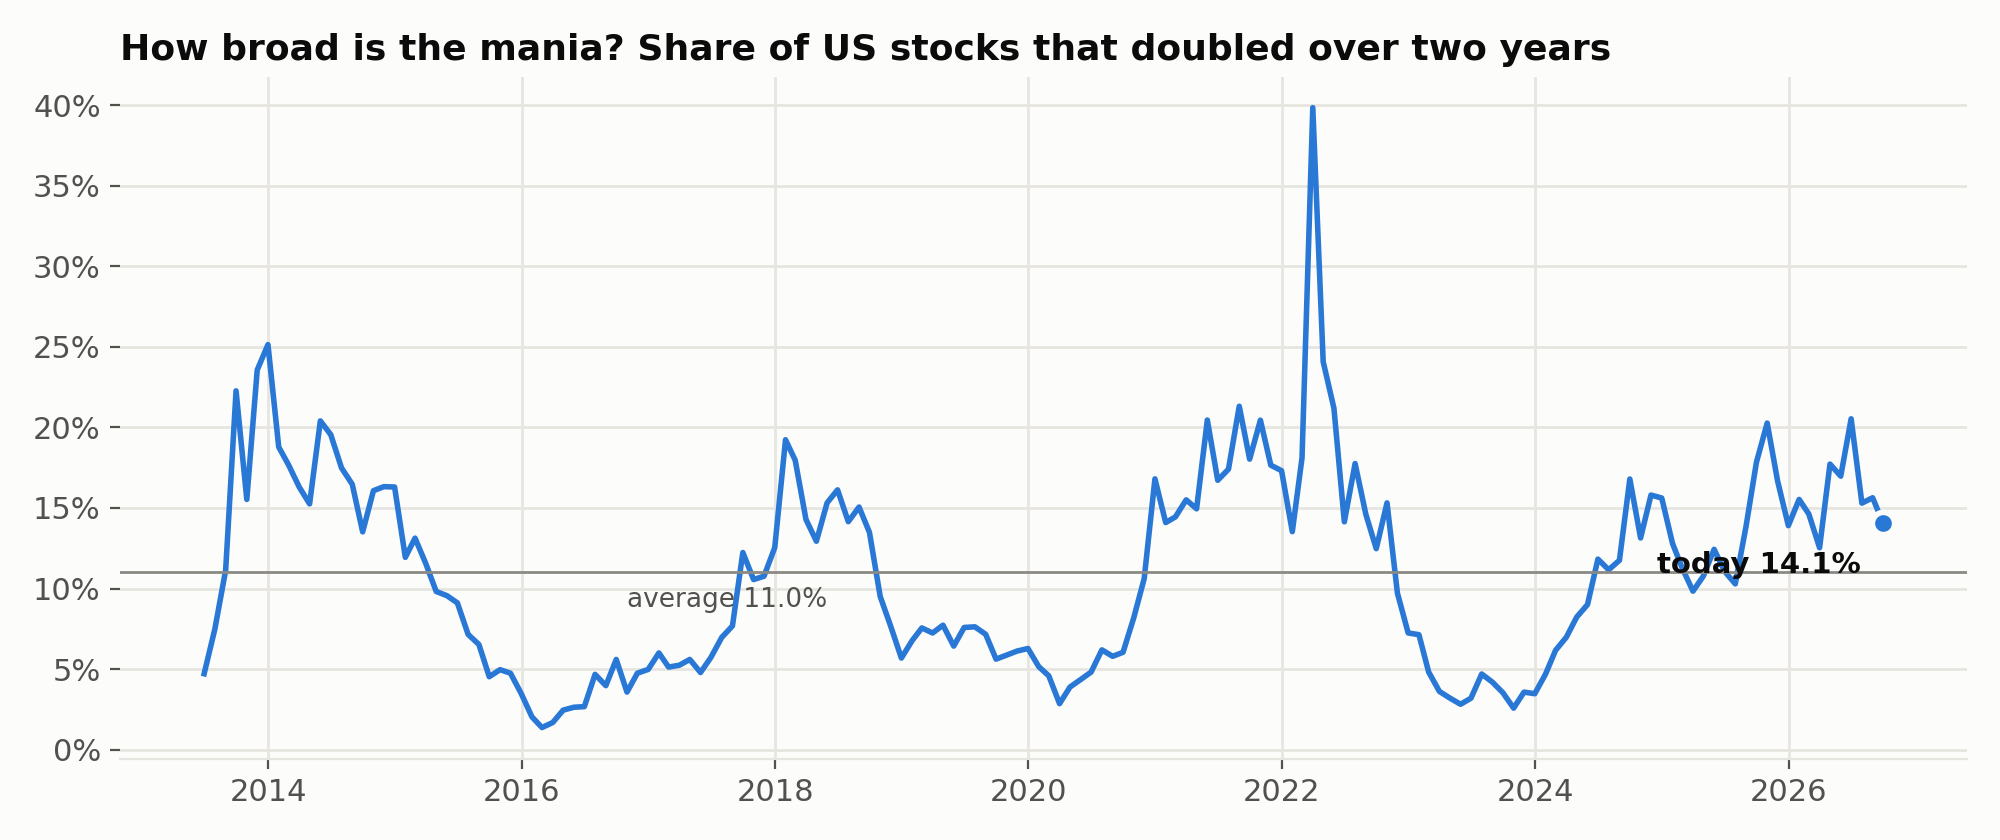 How broad is the mania? Share of US stocks that doubled over two years
40%
35%
30%
25%
20%
15%
10%
5%
0%
today 14.1%
average 11.0%
2014 2016 2018 2020 2022 2024 2026